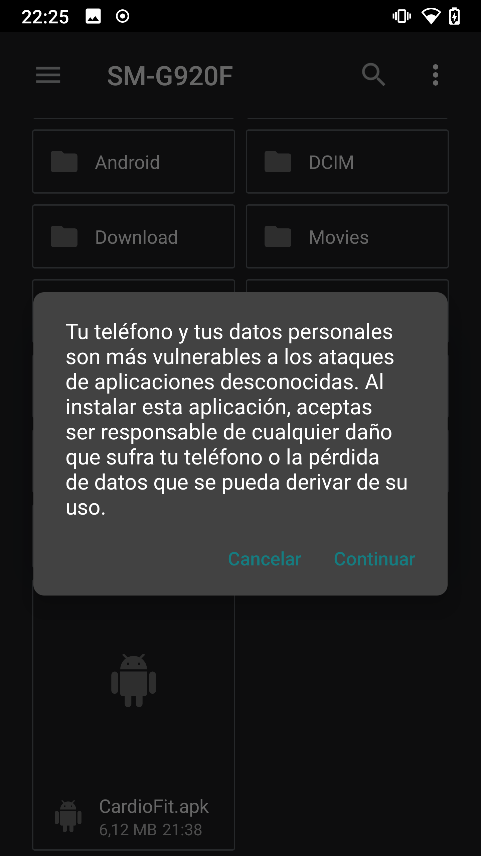 22:25
SM-G920F
Android
DCIM
Download
Movies
Tu teléfono y tus datos personales
son más vulnerables a los ataques
de aplicaciones desconocidas. Al
instalar esta aplicación, aceptas
ser responsable de cualquier daño
que sufra tu teléfono o la pérdida
de datos que se pueda derivar de su
uso.
Cancelar
Continuar
CardioFit.apk
6,12 MB 21:38